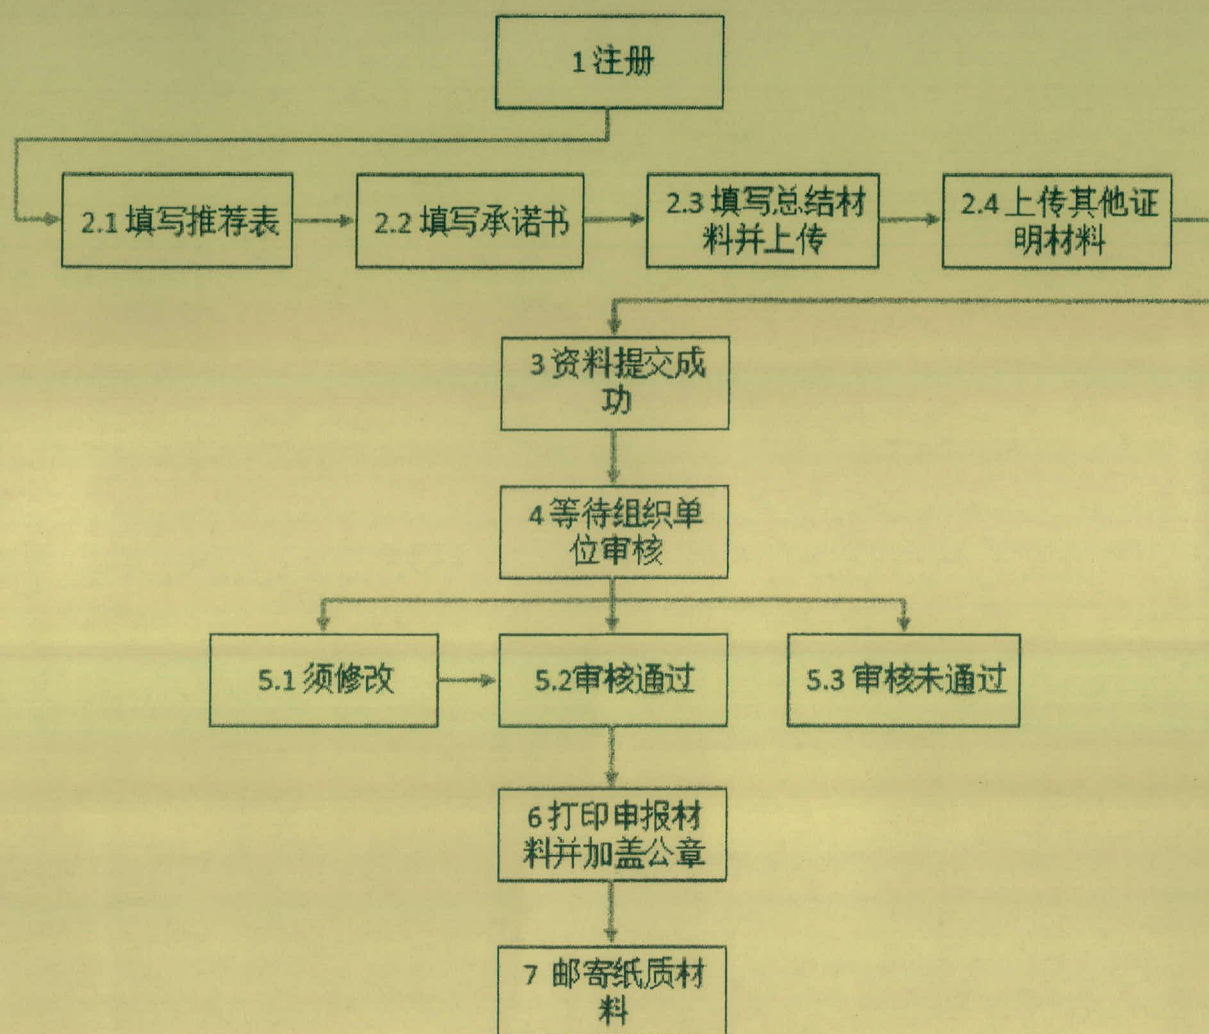 1 注册
2.1 填写推荐表
2.2 填写承诺书
2.3 填写总结材
料并上传
2.4 上传其他证
明材料
3 资料提交成
功
4 等待组织单
位审核
5.1 须修改
5.2审核通过
5.3 审核未通过
6 打印申报材
料并加盖公章
7 邮寄纸质材
料